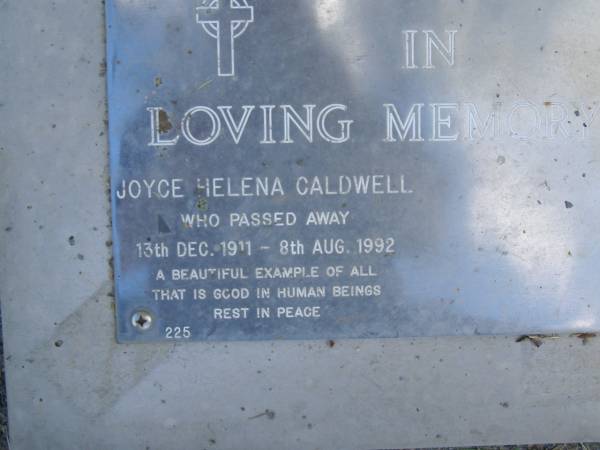 IN
LOVING MEMORY
JOYCE HELENA CALDWELL
WHO PASSED AWAY
13th DEC. 1911 - 8th AUG. 1992
A BEAUTIFUL EXAMPLE OF ALL
THAT IS GOOD IN HUMAN BEINGS
REST IN PEACE
225